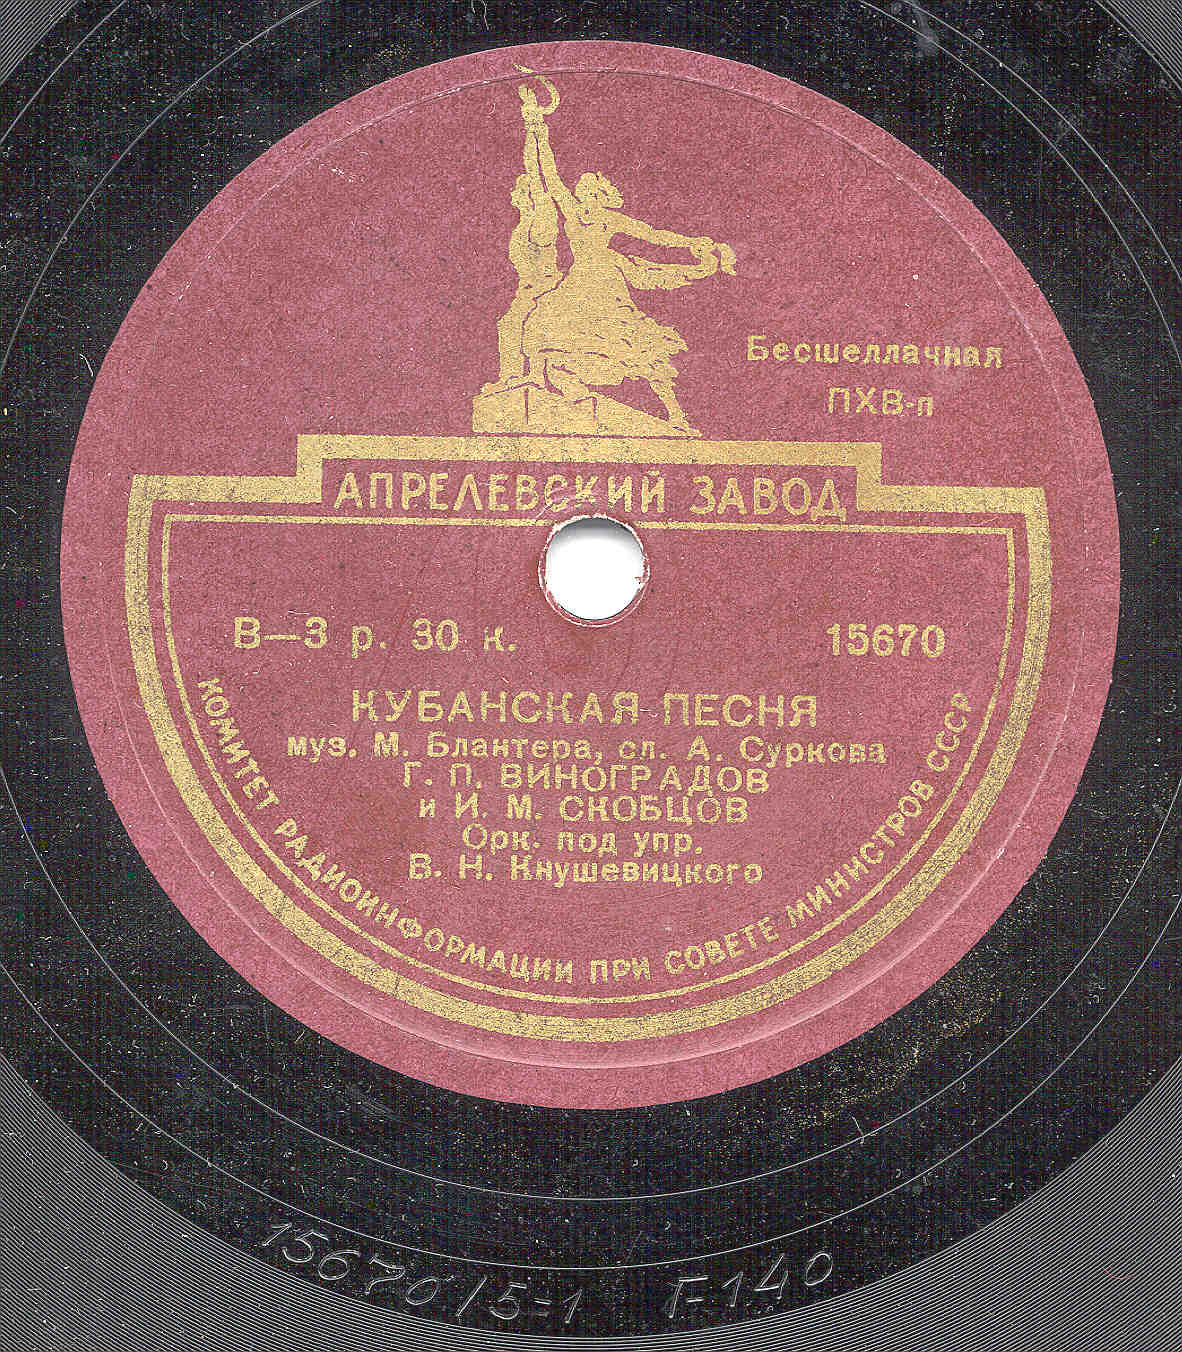 Бесшеллачная
ПХВ-п
АПРЕЛЕВСКИЙ ЗАВОД
В—3 р. 30 к.
15670
КУБАНСКАЯ ПЕСНЯ
муз. М. Блантера, сл. А. Суркова
Г. П. ВИНОГРАДОВ
и И. М. СКОБЦОВ
Орк. под упр.
В. Н. Кнушевицкого
КОМИТЕТ РАДИОИНФОРМАЦИИ ПРИ СОВЕТЕ МИНИСТРОВ СССР
15670/5=1 Г-140